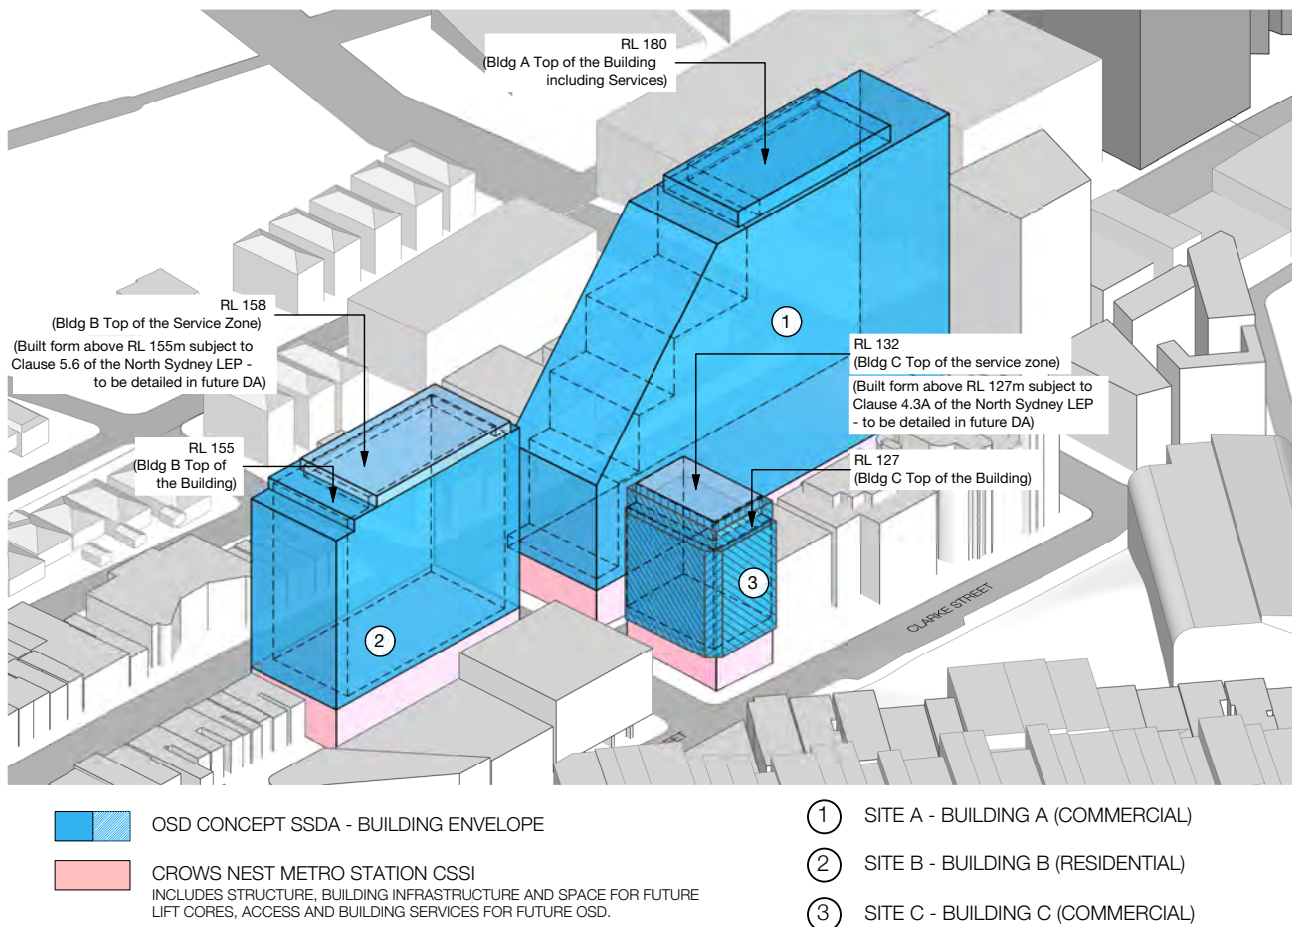 RL 180
(Bldg A Top of the Building
including Services)
1
RL 158
(Bldg B Top of the Service Zone)
(Built form above RL 155m subject to
Clause 5.6 of the North Sydney LEP -
to be detailed in future DA)
RL 132
(Bldg C Top of the service zone)
(Built form above RL 127m subject to
Clause 4.3A of the North Sydney LEP
- to be detailed in future DA)
RL 155
(Bldg B Top of
the Building)
RL 127
(Bldg C Top of the Building)
3
2
CLARKE STREET
OSD CONCEPT SSDA - BUILDING ENVELOPE
CROWS NEST METRO STATION CSSI
INCLUDES STRUCTURE, BUILDING INFRASTRUCTURE AND SPACE FOR FUTURE
LIFT CORES, ACCESS AND BUILDING SERVICES FOR FUTURE OSD.
1 SITE A - BUILDING A (COMMERCIAL)
2 SITE B - BUILDING B (RESIDENTIAL)
3 SITE C - BUILDING C (COMMERCIAL)